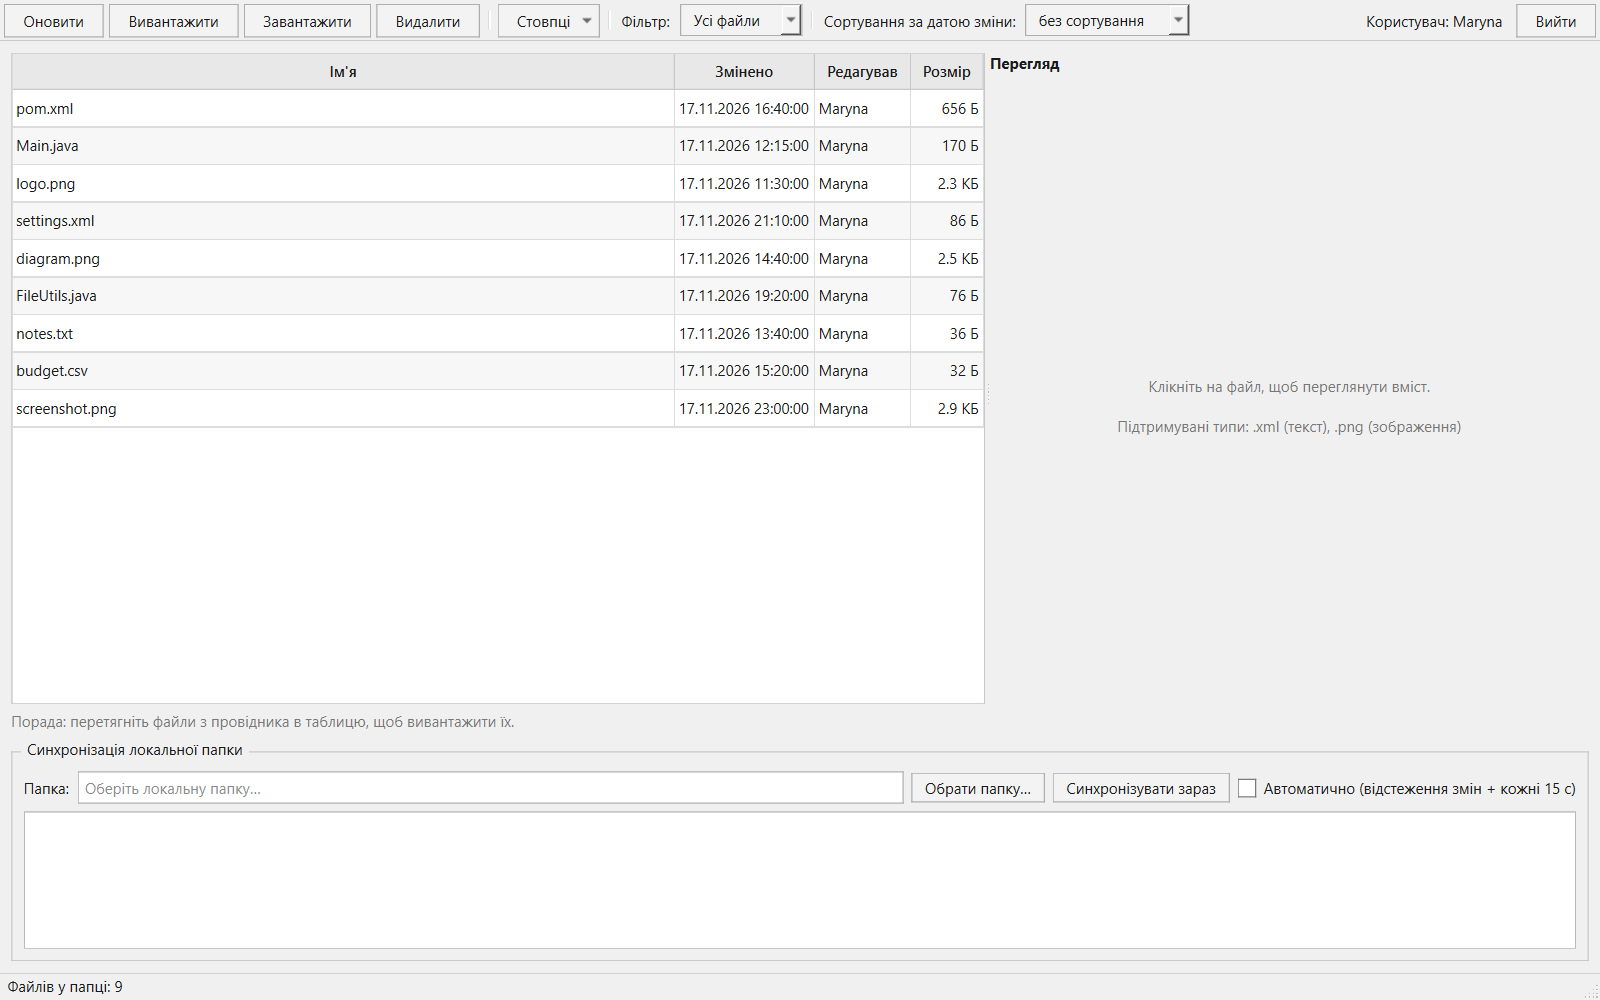 Оновити Вивантажити Завантажити Видалити Стовпці Фільтр: Усі файли Сортування за датою зміни: без сортування Користувач: Maryna Вийти
Ім'я Змінено Редагував Розмір
pom.xml 17.11.2026 16:40:00 Maryna 656 Б
Main.java 17.11.2026 12:15:00 Maryna 170 Б
logo.png 17.11.2026 11:30:00 Maryna 2.3 КБ
settings.xml 17.11.2026 21:10:00 Maryna 86 Б
diagram.png 17.11.2026 14:40:00 Maryna 2.5 КБ
FileUtils.java 17.11.2026 19:20:00 Maryna 76 Б
notes.txt 17.11.2026 13:40:00 Maryna 36 Б
budget.csv 17.11.2026 15:20:00 Maryna 32 Б
screenshot.png 17.11.2026 23:00:00 Maryna 2.9 КБ
Перегляд
Клікніть на файл, щоб переглянути вміст.
Підтримувані типи: .xml (текст), .png (зображення)
Порада: перетягніть файли з провідника в таблицю, щоб вивантажити їх.
Синхронізація локальної папки
Папка: Оберіть локальну папку... Обрати папку... Синхронізувати зараз Автоматично (відстеження змін + кожні 15 с)
Файлів у папці: 9